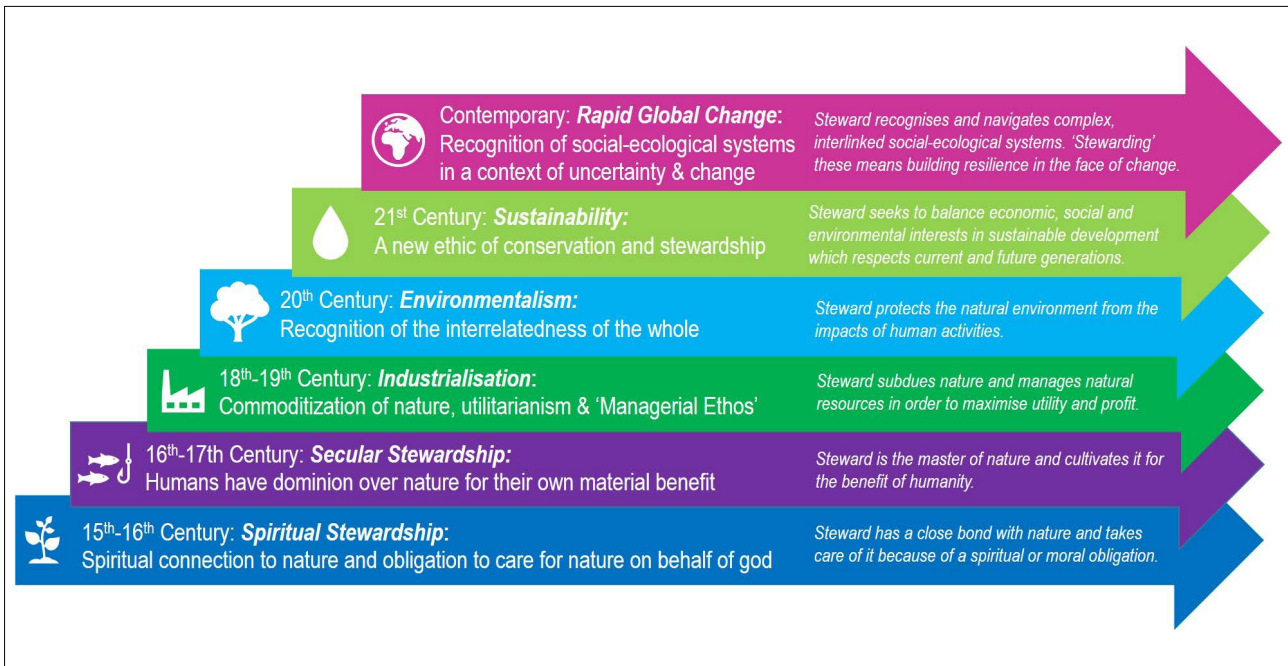 Contemporary: Rapid Global Change:
Recognition of social-ecological systems
in a context of uncertainty & change
Steward recognises and navigates complex,
interlinked social-ecological systems. ‘Stewarding’
these means building resilience in the face of change.
21st Century: Sustainability:
A new ethic of conservation and stewardship
Steward seeks to balance economic, social and
environmental interests in sustainable development
which respects current and future generations.
20th Century: Environmentalism:
Recognition of the interrelatedness of the whole
Steward protects the natural environment from the
impacts of human activities.
18th-19th Century: Industrialisation:
Commoditization of nature, utilitarianism & ‘Managerial Ethos’
Steward subdues nature and manages natural
resources in order to maximise utility and profit.
16th-17th Century: Secular Stewardship:
Humans have dominion over nature for their own material benefit
Steward is the master of nature and cultivates it for
the benefit of humanity.
15th-16th Century: Spiritual Stewardship:
Spiritual connection to nature and obligation to care for nature on behalf of god
Steward has a close bond with nature and takes
care of it because of a spiritual or moral obligation.